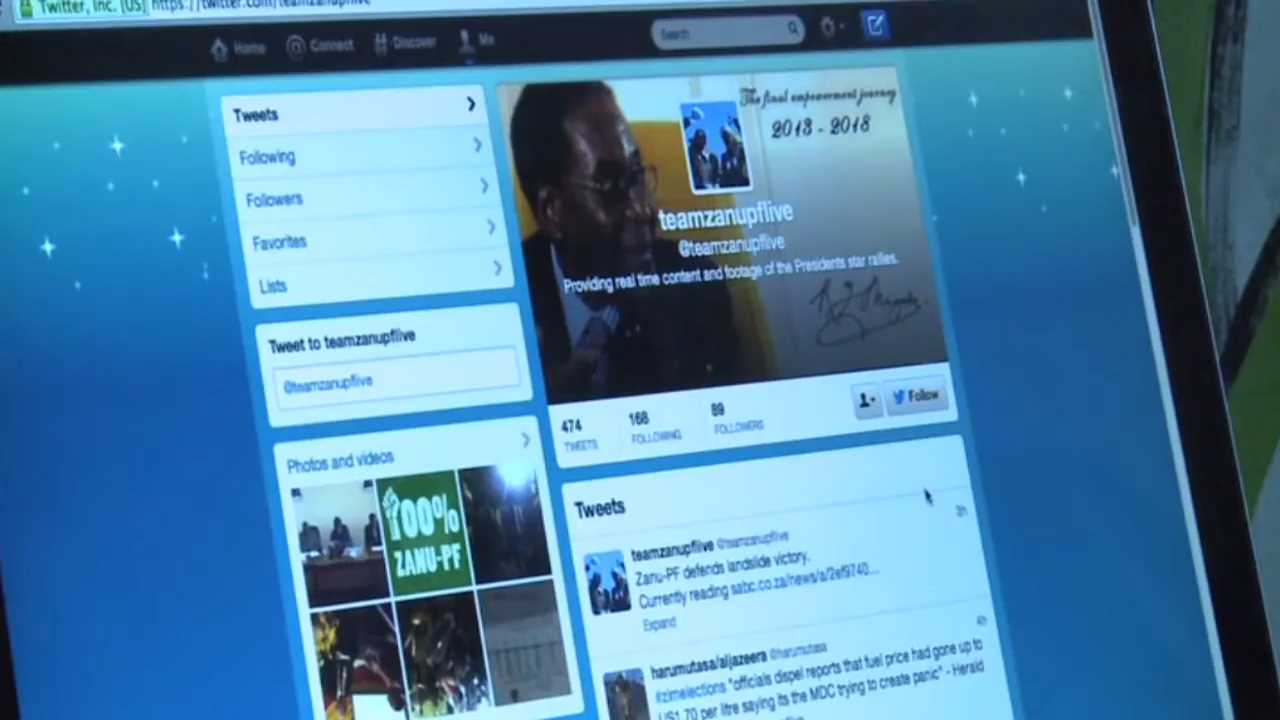 Twitter, Inc. [US] https://twitter.com/teamzanupflive
Home
Connect
Discover
Me
Search
Tweets
Following
Followers
Favorites
Lists
Tweet to teamzanupflive
@teamzanupflive
Photos and videos
100%
ZANU-PF
The final empowerment journey
2013 - 2018
teamzanupflive
@teamzanupflive
Providing real time content and footage of the Presidents star rallies.
474
TWEETS
168
FOLLOWING
89
FOLLOWERS
Follow
Tweets
teamzanupflive @teamzanupflive
Zanu-PF defends landslide victory.
Currently reading sabc.co.za/news/a/2ef9740...
Expand
harumutasa/aljazeera @harumutasa
4h
#zimelections "officials dispel reports that fuel price had gone up to
US1.70 per litre saying its the MDC trying to create panic" - Herald